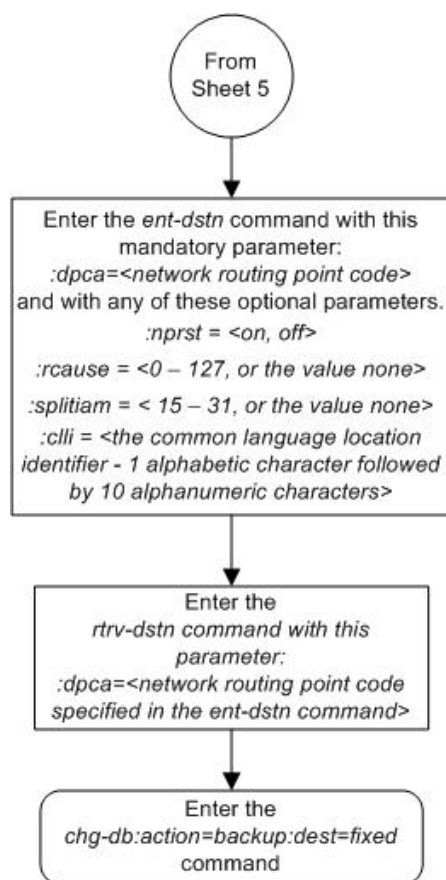 From
Sheet 5
Enter the ent-dstn command with this
mandatory parameter:
:dpca=<network routing point code>
and with any of these optional parameters.
:nprst = <on, off>
:rcause = <0 – 127, or the value none>
:splitiam = < 15 – 31, or the value none>
:clli = <the common language location
identifier - 1 alphabetic character followed
by 10 alphanumeric characters>
Enter the
rtrv-dstn command with this
parameter:
:dpca=<network routing point code
specified in the ent-dstn command>
Enter the
chg-db:action=backup:dest=fixed
command